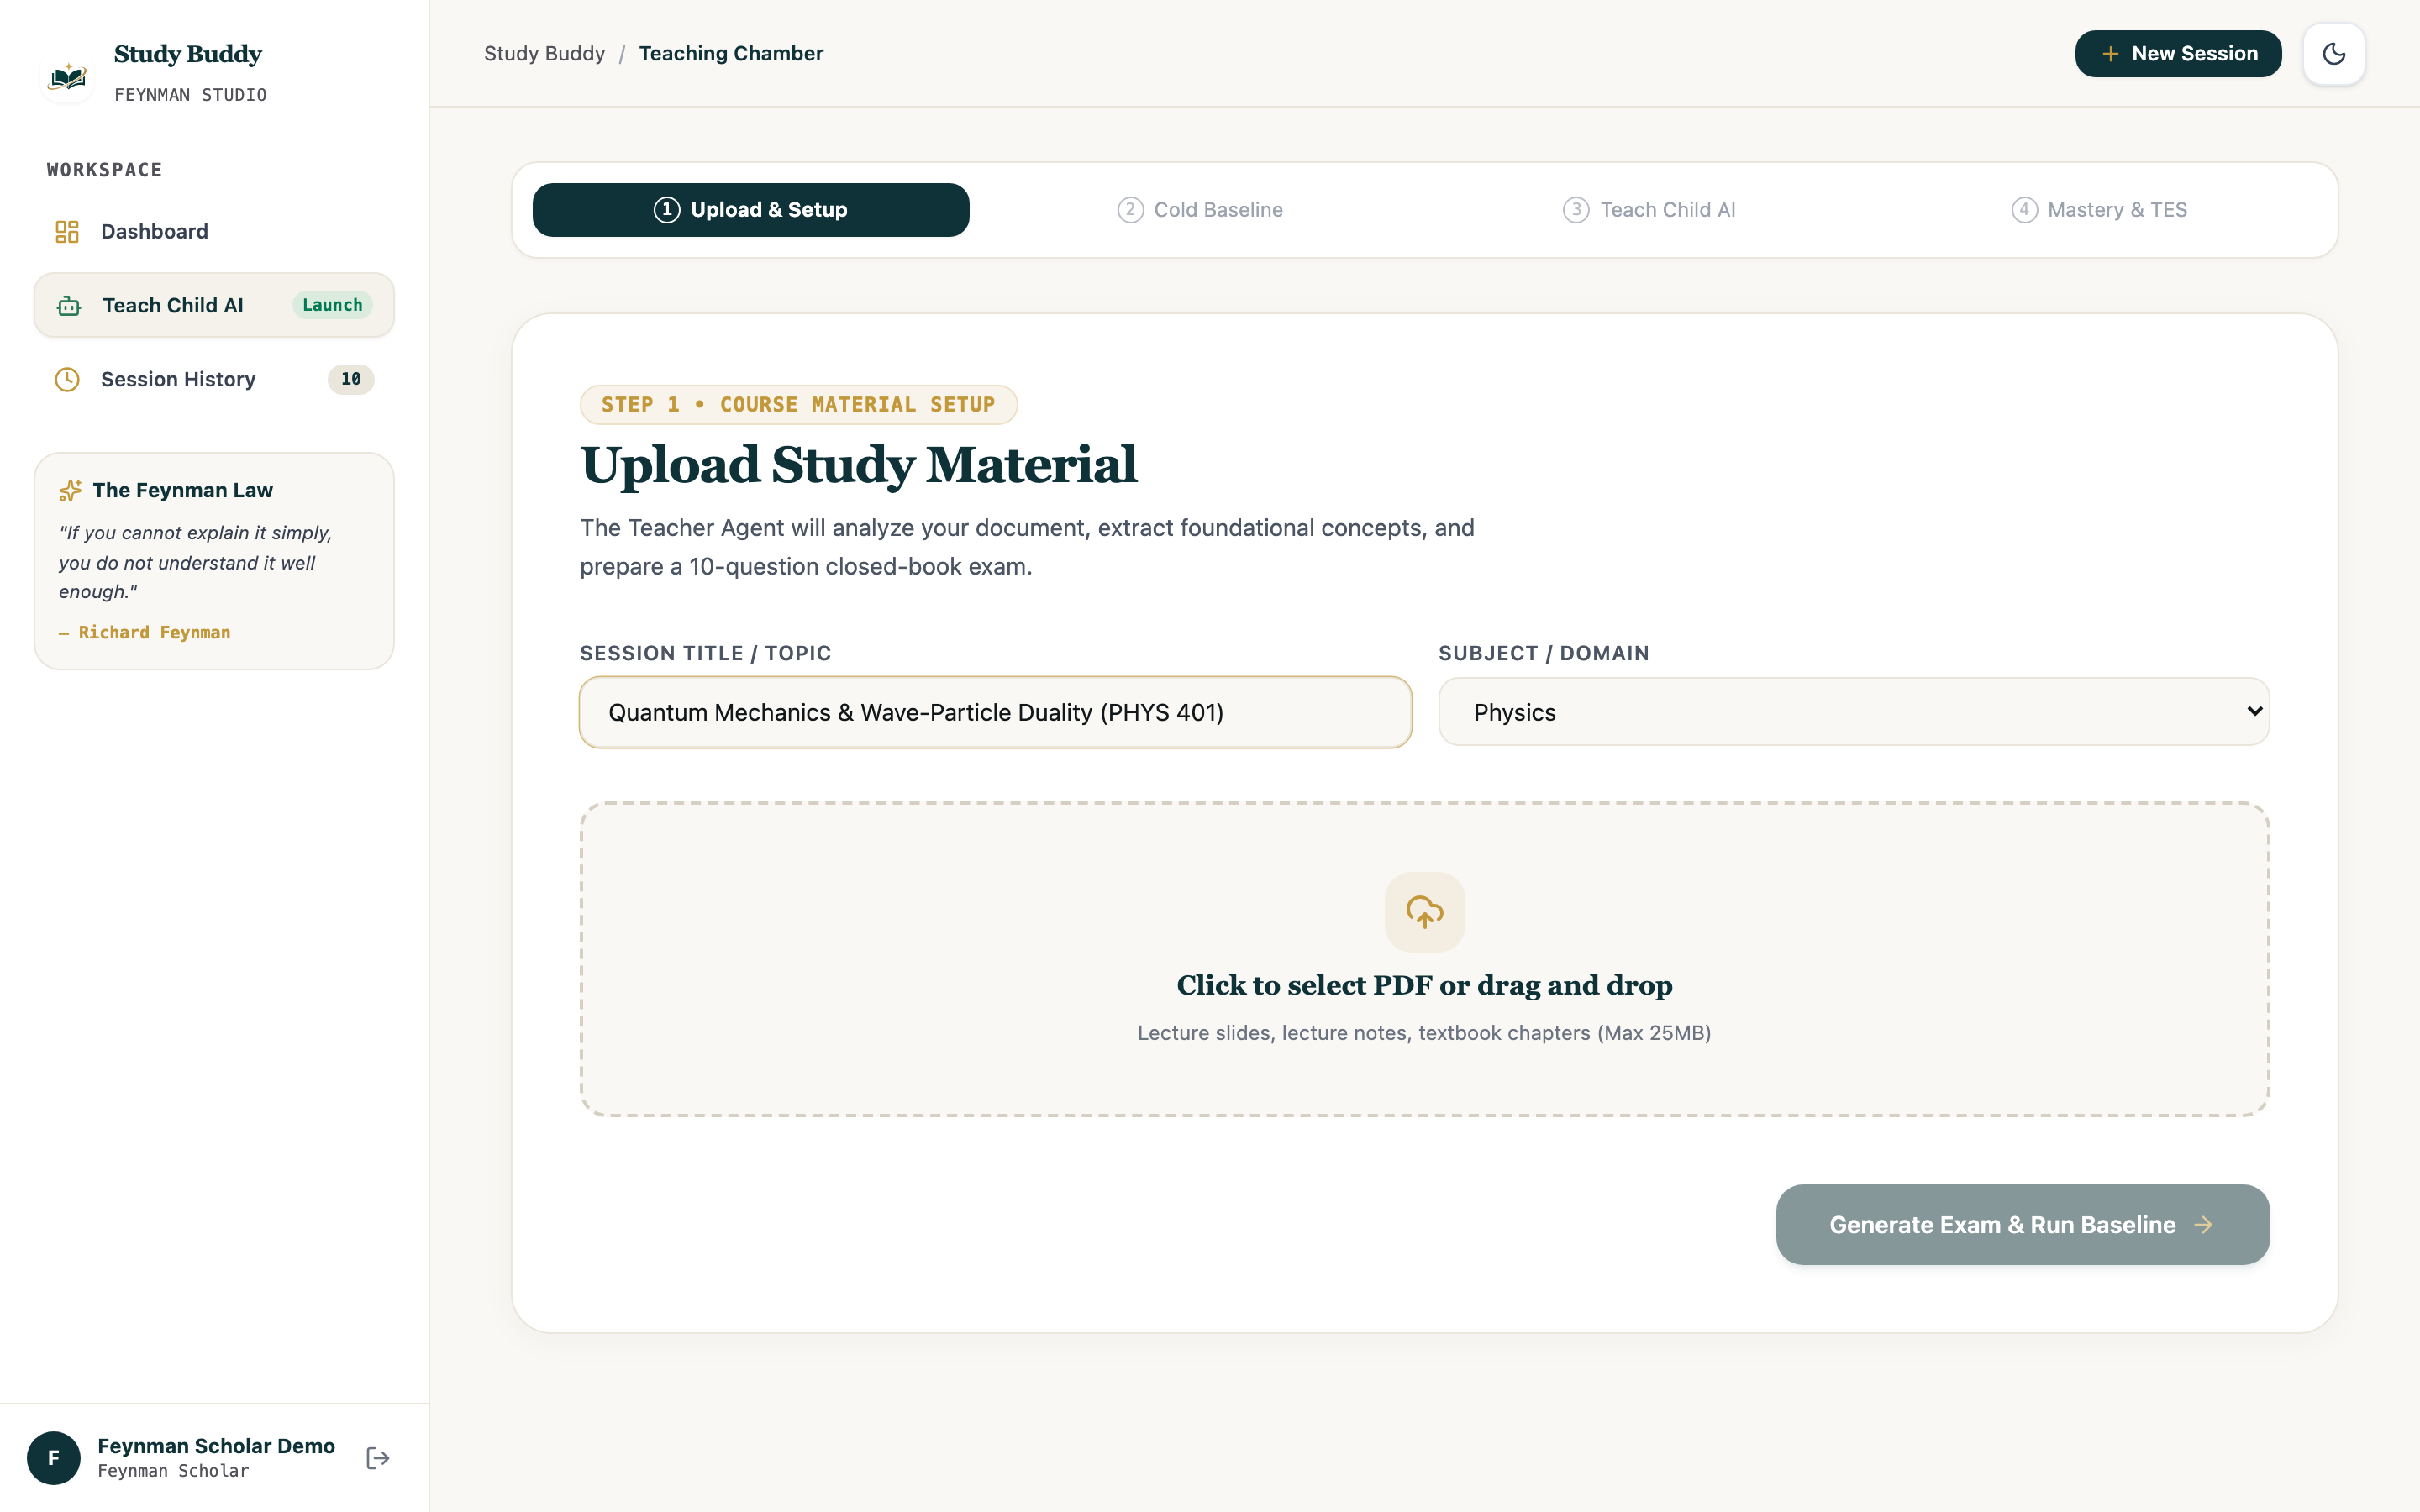 Study Buddy
FEYNMAN STUDIO
WORKSPACE
Dashboard
Teach Child AI Launch
Session History 10
The Feynman Law
"If you cannot explain it simply,
you do not understand it well
enough."
— Richard Feynman
F
Feynman Scholar Demo
Feynman Scholar
Study Buddy / Teaching Chamber
+ New Session
1 Upload & Setup
2 Cold Baseline
3 Teach Child AI
4 Mastery & TES
STEP 1 • COURSE MATERIAL SETUP
Upload Study Material
The Teacher Agent will analyze your document, extract foundational concepts, and
prepare a 10-question closed-book exam.
SESSION TITLE / TOPIC
Quantum Mechanics & Wave-Particle Duality (PHYS 401)
SUBJECT / DOMAIN
Physics
Click to select PDF or drag and drop
Lecture slides, lecture notes, textbook chapters (Max 25MB)
Generate Exam & Run Baseline →